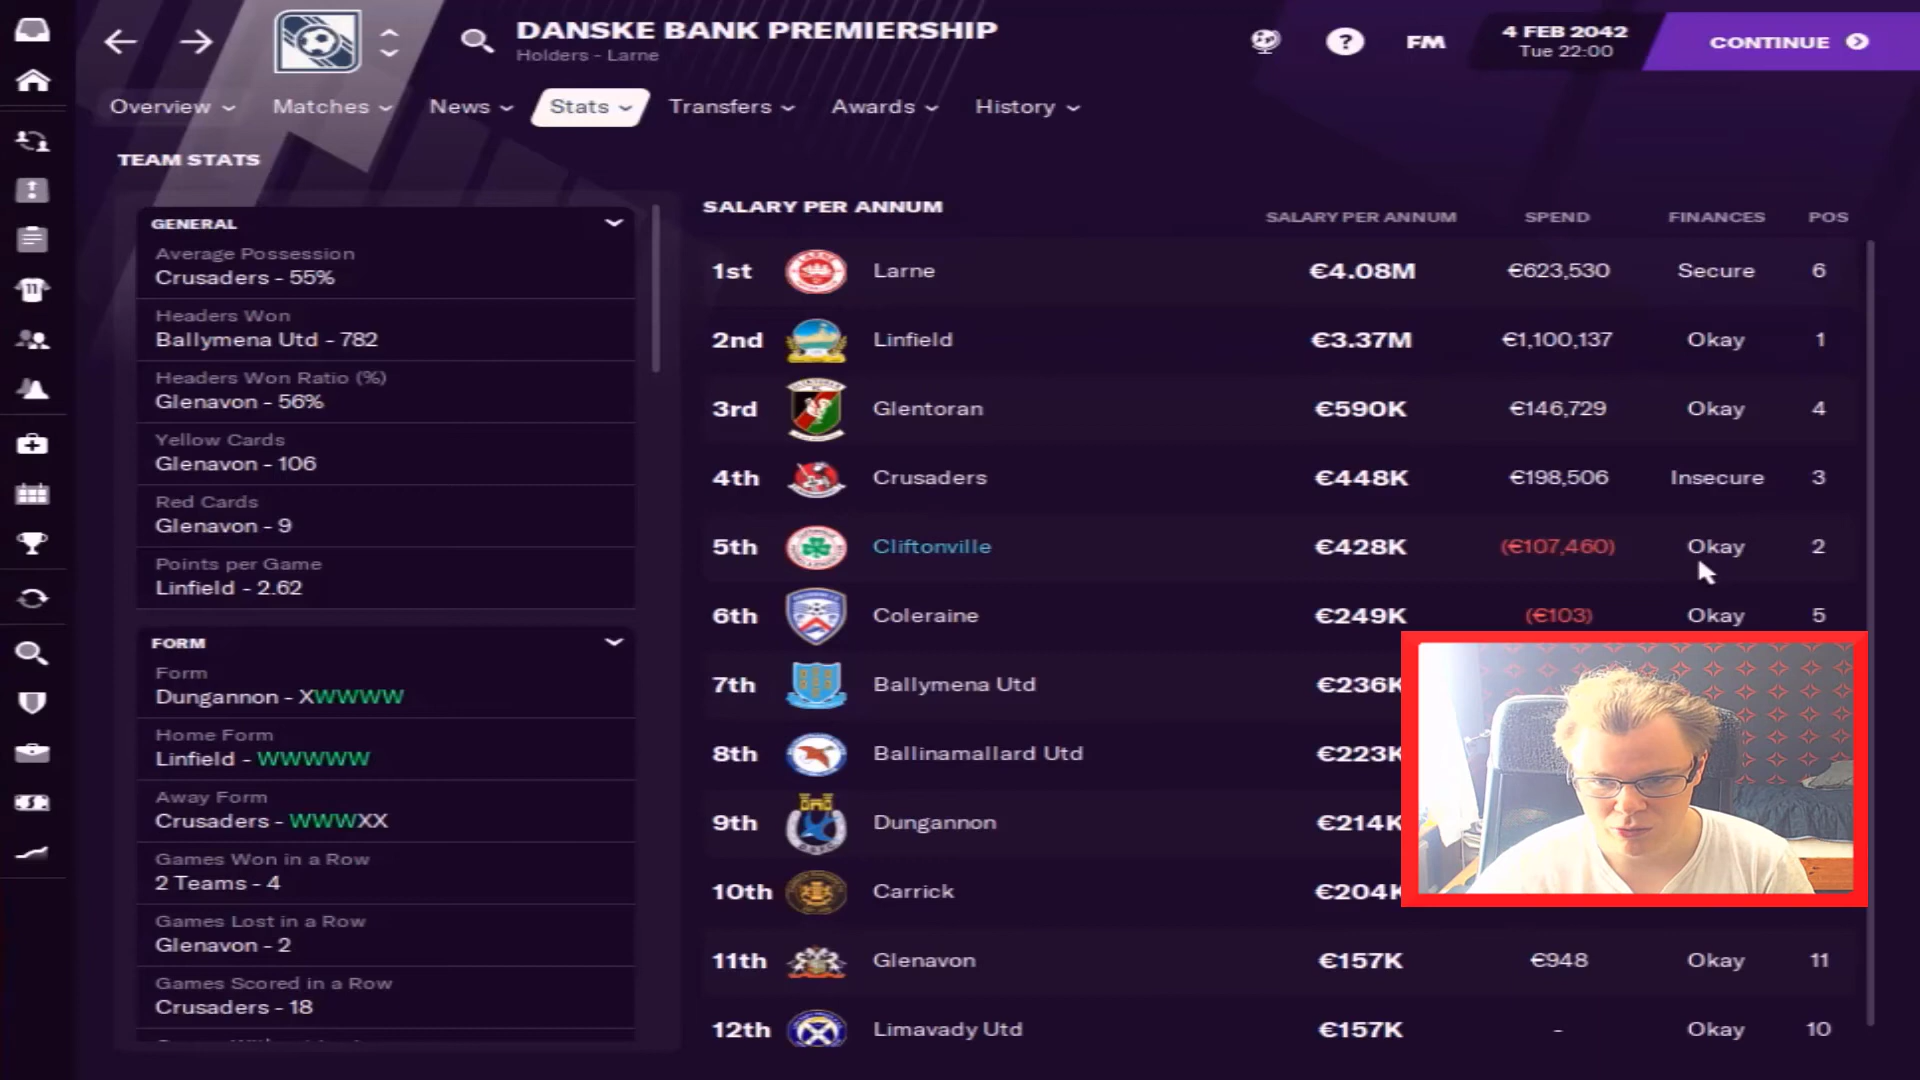 DANSKE BANK PREMIERSHIP
Holders - Larne
FM
4 FEB 2042
Tue 22:00
CONTINUE
Overview
Matches
News
Stats
Transfers
Awards
History
TEAM STATS
GENERAL
Average Possession
Crusaders - 55%
Headers Won
Ballymena Utd - 782
Headers Won Ratio (%)
Glenavon - 56%
Yellow Cards
Glenavon - 106
Red Cards
Glenavon - 9
Points per Game
Linfield - 2.62
FORM
Form
Dungannon - XWWWW
Home Form
Linfield - WWWWW
Away Form
Crusaders - WWWXX
Games Won in a Row
2 Teams - 4
Games Lost in a Row
Glenavon - 2
Games Scored in a Row
Crusaders - 18
SALARY PER ANNUM
SALARY PER ANNUM SPEND FINANCES POS
1st Larne €4.08M €623,530 Secure 6
2nd Linfield €3.37M €1,100,137 Okay 1
3rd Glentoran €590K €146,729 Okay 4
4th Crusaders €448K €198,506 Insecure 3
5th Cliftonville €428K (€107,460) Okay 2
6th Coleraine €249K (€103) Okay 5
7th Ballymena Utd €236K
8th Ballinamallard Utd €223K
9th Dungannon €214K
10th Carrick €204K
11th Glenavon €157K €948 Okay 11
12th Limavady Utd €157K - Okay 10